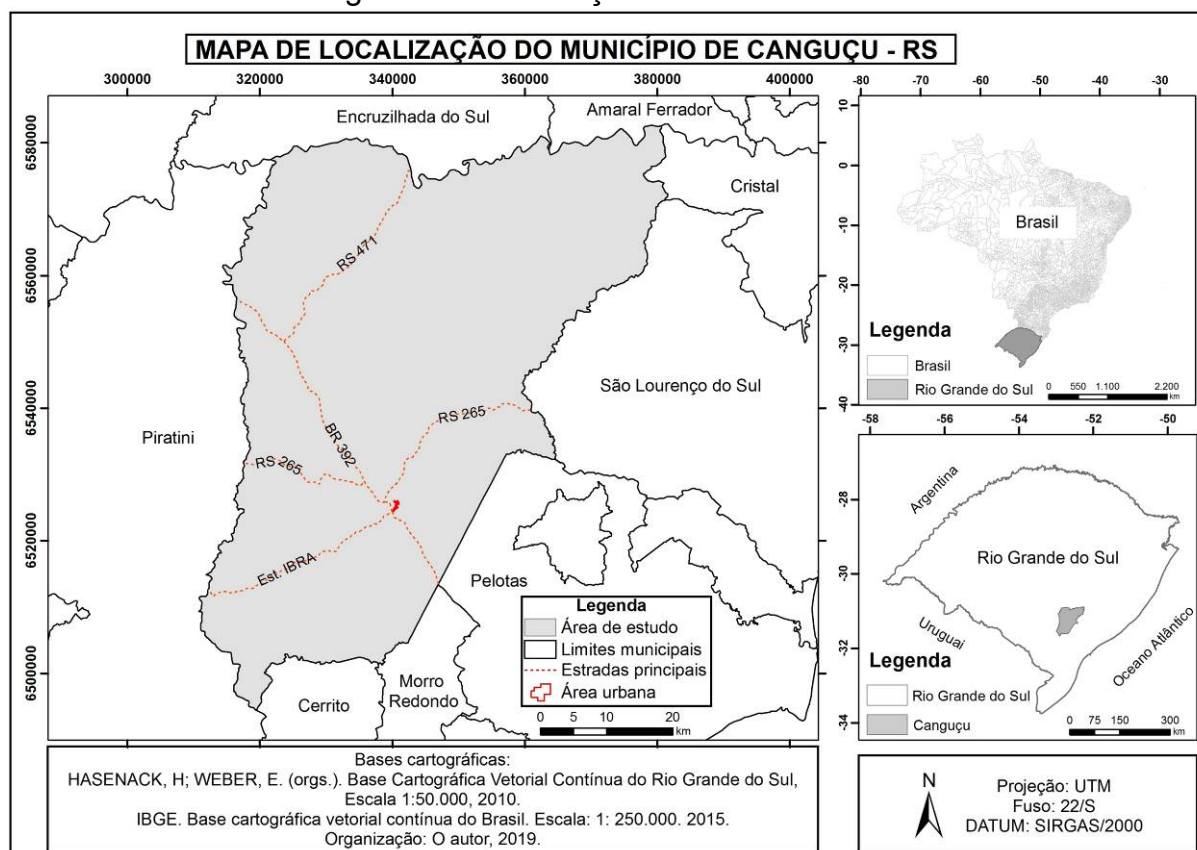 MAPA DE LOCALIZAÇÃO DO MUNICÍPIO DE CANGUÇU - RS
300000 320000 340000 360000 380000 400000
6580000
6560000
6540000
6520000
6500000
Encruzilhada do Sul
Amaral Ferrador
Cristal
RS 471
São Lourenço do Sul
Piratini
RS 265
BR 392
RS 265
Est. IBRA
Pelotas
Cerrito
Morro
Redondo
Legenda
Área de estudo
Limites municipais
Estradas principais
Área urbana
0 5 10 20
km
-80 -70 -60 -50 -40 -30
10
0
-10
-20
-30
-40
Brasil
Legenda
Brasil
Rio Grande do Sul
0 550 1.100 2.200
km
-58 -56 -54 -52 -50
-28
-30
-32
-34
Argentina
Rio Grande do Sul
Uruguai
Oceano Atlântico
Legenda
Rio Grande do Sul
Canguçu
0 75 150 300
km
Bases cartográficas:
HASENACK, H; WEBER, E. (orgs.). Base Cartográfica Vetorial Contínua do Rio Grande do Sul,
Escala 1:50.000, 2010.
IBGE. Base cartográfica vetorial contínua do Brasil. Escala: 1: 250.000. 2015.
Organização: O autor, 2019.
N
Projeção: UTM
Fuso: 22/S
DATUM: SIRGAS/2000